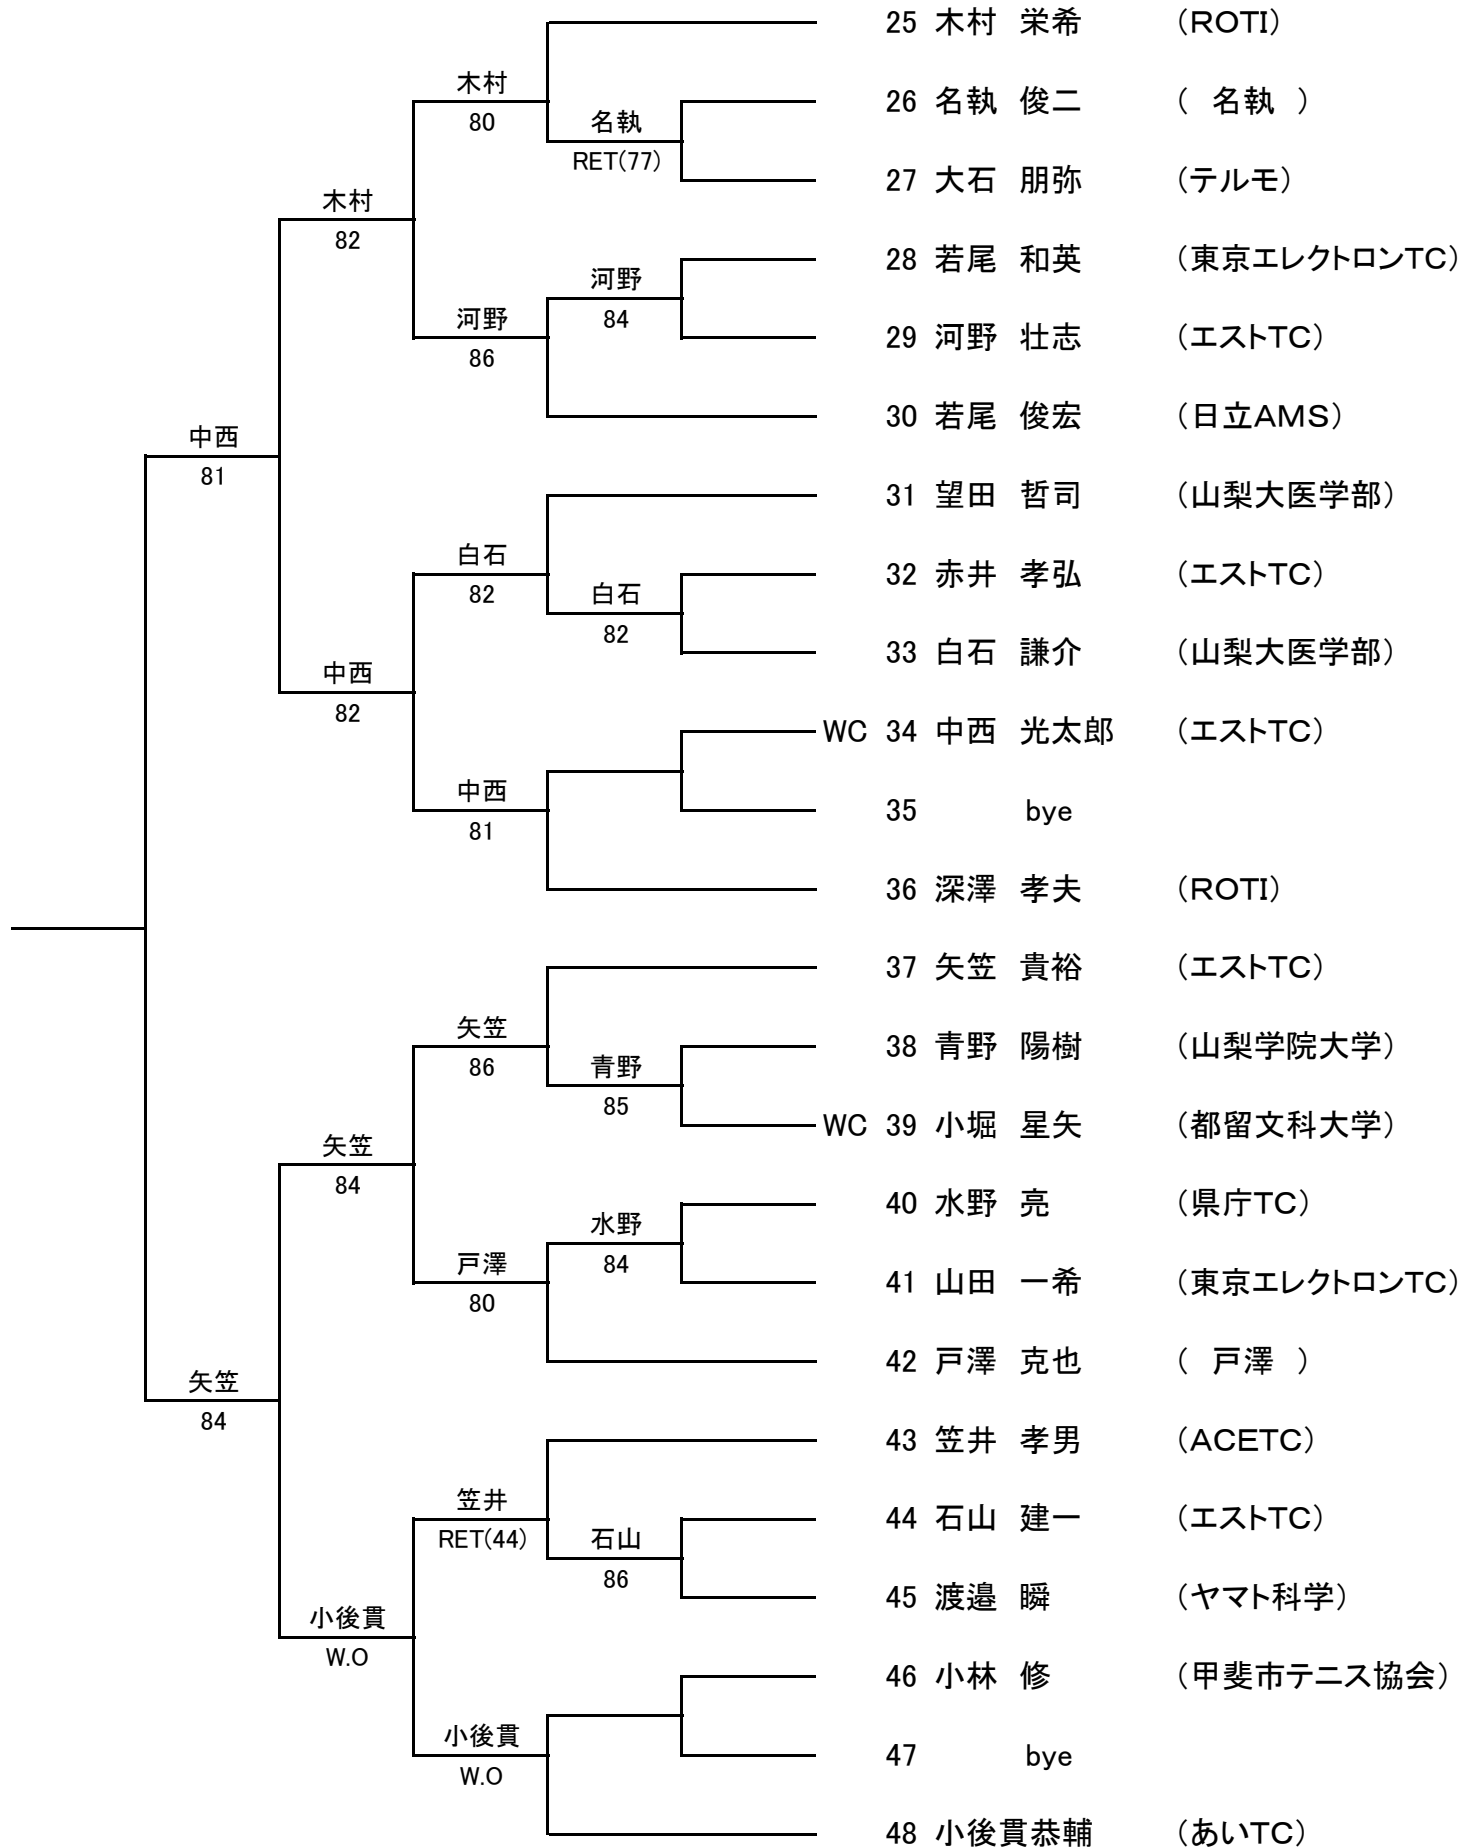 25 木村 栄希 (ROTI)
木村
80
26 名執 俊二 ( 名執 )
名執
RET(77)
27 大石 朋弥 (テルモ)
木村
82
28 若尾 和英 (東京エレクトロンTC)
河野
84
河野
86
29 河野 壮志 (エストTC)
30 若尾 俊宏 (日立AMS)
中西
81
31 望田 哲司 (山梨大医学部)
白石
82
32 赤井 孝弘 (エストTC)
白石
82
33 白石 謙介 (山梨大医学部)
中西
82
WC 34 中西 光太郎 (エストTC)
中西
81
35 bye
36 深澤 孝夫 (ROTI)
37 矢笠 貴裕 (エストTC)
矢笠
86
38 青野 陽樹 (山梨学院大学)
青野
85
WC 39 小堀 星矢 (都留文科大学)
矢笠
84
40 水野 亮 (県庁TC)
水野
84
戸澤
80
41 山田 一希 (東京エレクトロンTC)
42 戸澤 克也 ( 戸澤 )
矢笠
84
43 笠井 孝男 (ACETC)
笠井
RET(44)
44 石山 建一 (エストTC)
石山
86
45 渡邉 瞬 (ヤマト科学)
小後貫
W.O
46 小林 修 (甲斐市テニス協会)
小後貫
W.O
47 bye
48 小後貫恭輔 (あいTC)